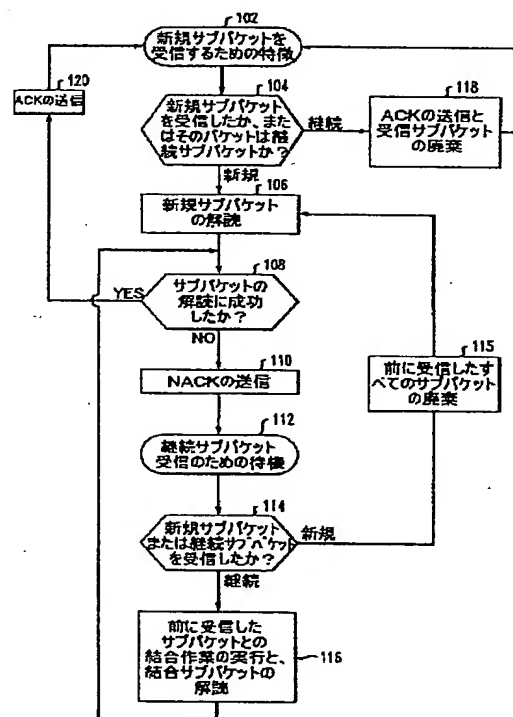 102
新規サブパケットを
受信するための待機
120
ACKの送信
104
新規サブパケット
を受信したか、また
はそのパケットは継
続サブパケットか?
継続
118
ACKの送信と
受信サブパケット
の廃棄
新規
106
新規サブパケット
の解読
108
サブパケットの
解読に成功
したか?
YES
NO
110
NACKの送信
115
前に受信したす
べてのサブパケット
の廃棄
112
継続サブパケット
受信のための待機
114
新規サブパケット
または継続サブパケット
を受信したか?
新規
継続
前に受信した
サブパケットとの
結合作業の実行と、
結合サブパケットの
解読
116